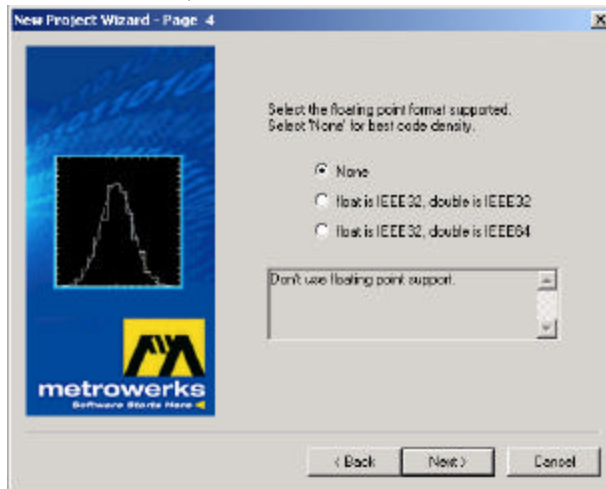 New Project Wizard - Page 4
Select the floating point format supported.
Select 'None' for best code density.
None
float is IEEE32, double is IEEE32
float is IEEE32, double is IEEE64
Don't use floating point support.
metrowerks
Software Starts Here
< Back
Next >
Cancel